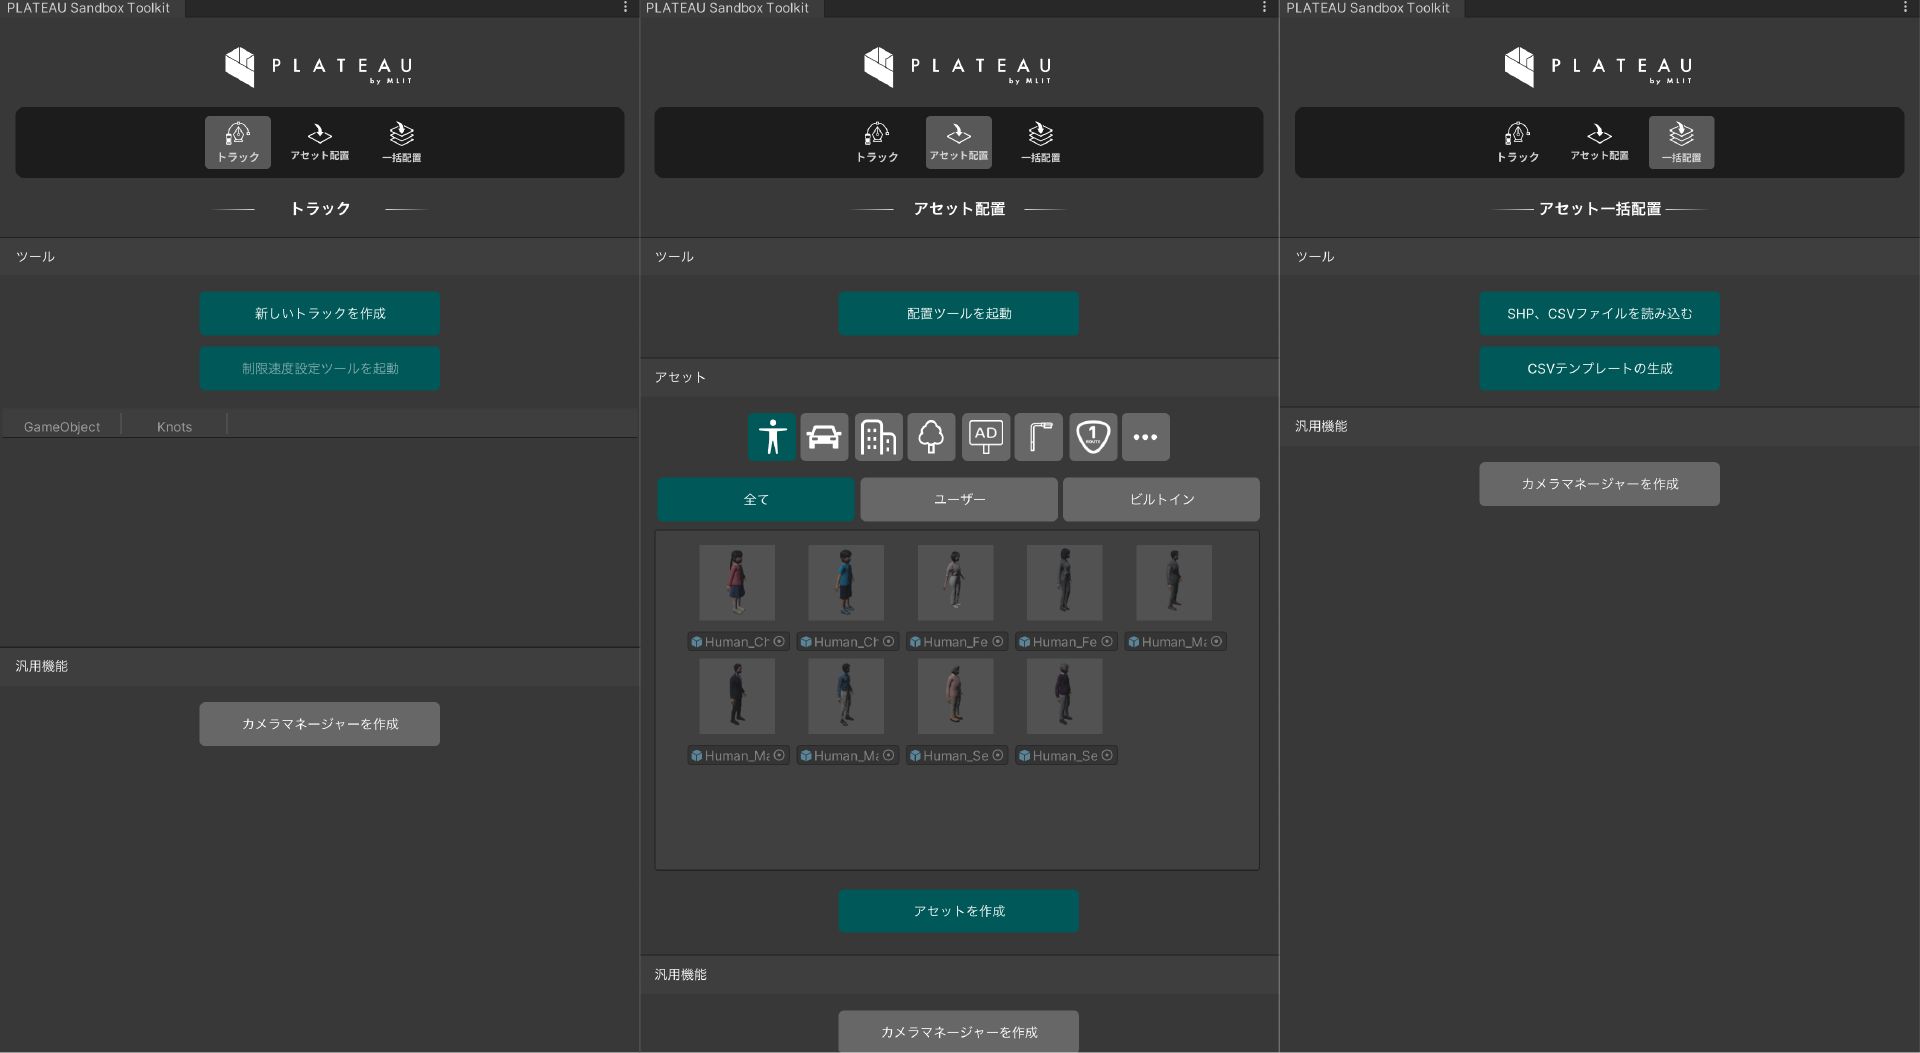 PLATEAU Sandbox Toolkit
PLATEAU
by MLIT
トラック
アセット配置
一括配置
トラック
ツール
新しいトラックを作成
制限速度設定ツールを起動
GameObject
Knots
汎用機能
カメラマネージャーを作成
PLATEAU Sandbox Toolkit
PLATEAU
by MLIT
トラック
アセット配置
一括配置
アセット配置
ツール
配置ツールを起動
アセット
AD
1
ROUTE
全て
ユーザー
ビルトイン
Human_Ch
Human_Ch
Human_Fe
Human_Fe
Human_Ma
Human_Ma
Human_Ma
Human_Se
Human_Se
アセットを作成
汎用機能
カメラマネージャーを作成
PLATEAU Sandbox Toolkit
PLATEAU
by MLIT
トラック
アセット配置
一括配置
アセット一括配置
ツール
SHP、CSVファイルを読み込む
CSVテンプレートの生成
汎用機能
カメラマネージャーを作成